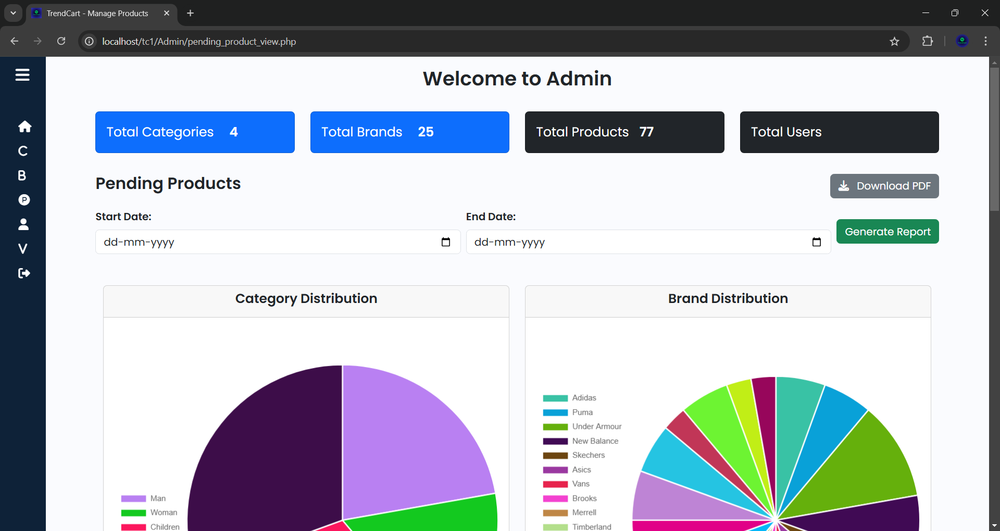 TrendCart - Manage Products
localhost/tc1/Admin/pending_product_view.php
Welcome to Admin
Total Categories 4
Total Brands 25
Total Products 77
Total Users
C
B
P
V
Pending Products
Download PDF
Start Date:
End Date:
dd-mm-yyyy
dd-mm-yyyy
Generate Report
Category Distribution
Man
Woman
Children
Brand Distribution
Adidas
Puma
Under Armour
New Balance
Skechers
Asics
Vans
Brooks
Merrell
Timberland